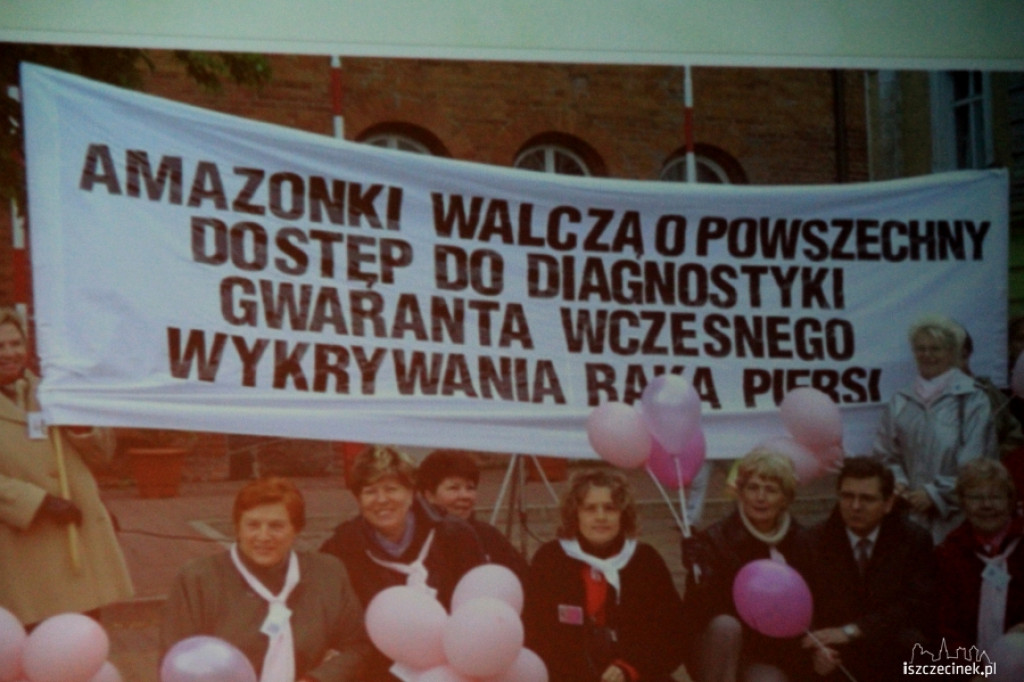 AMAZONKI WALCZĄ O POWSZECHNY
DOSTĘP DO DIAGNOSTYKI
GWARANTA WCZESNEGO
WYKRYWANIA RAKA PIERSI
iszczecinek.pl